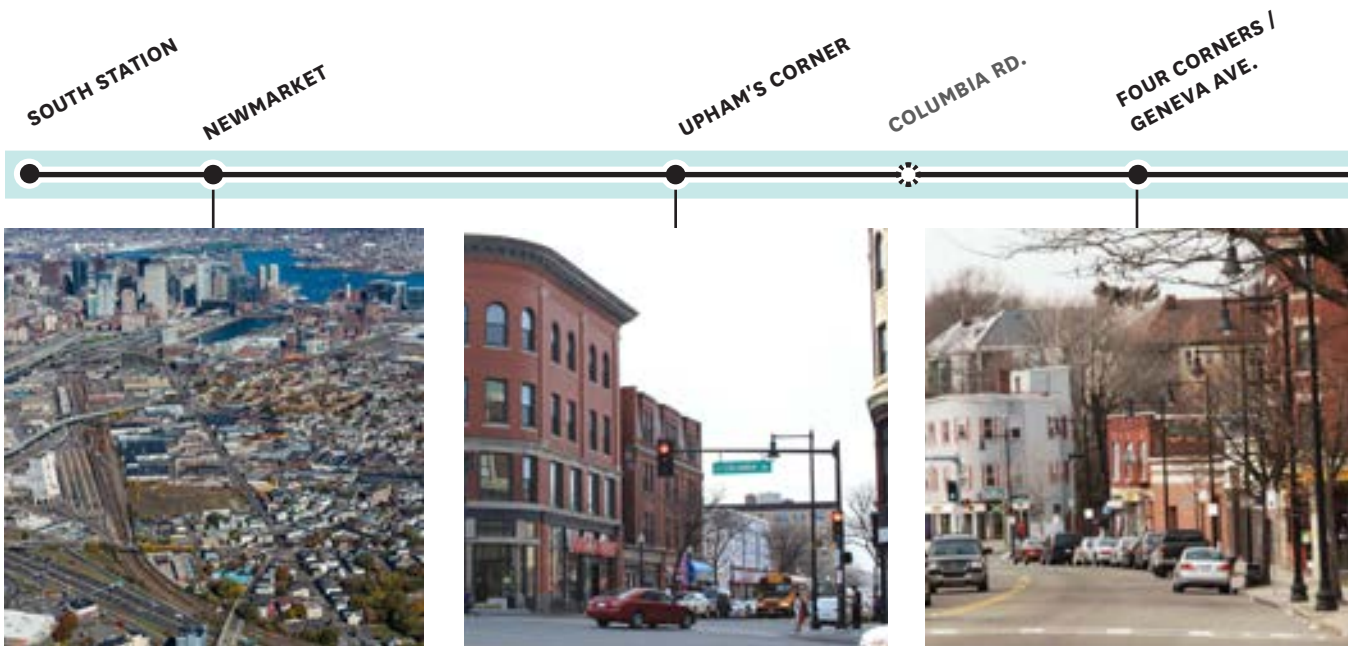 SOUTH STATION
NEWMARKET
UPHAM'S CORNER
COLUMBIA RD.
FOUR CORNERS /
GENEVA AVE.